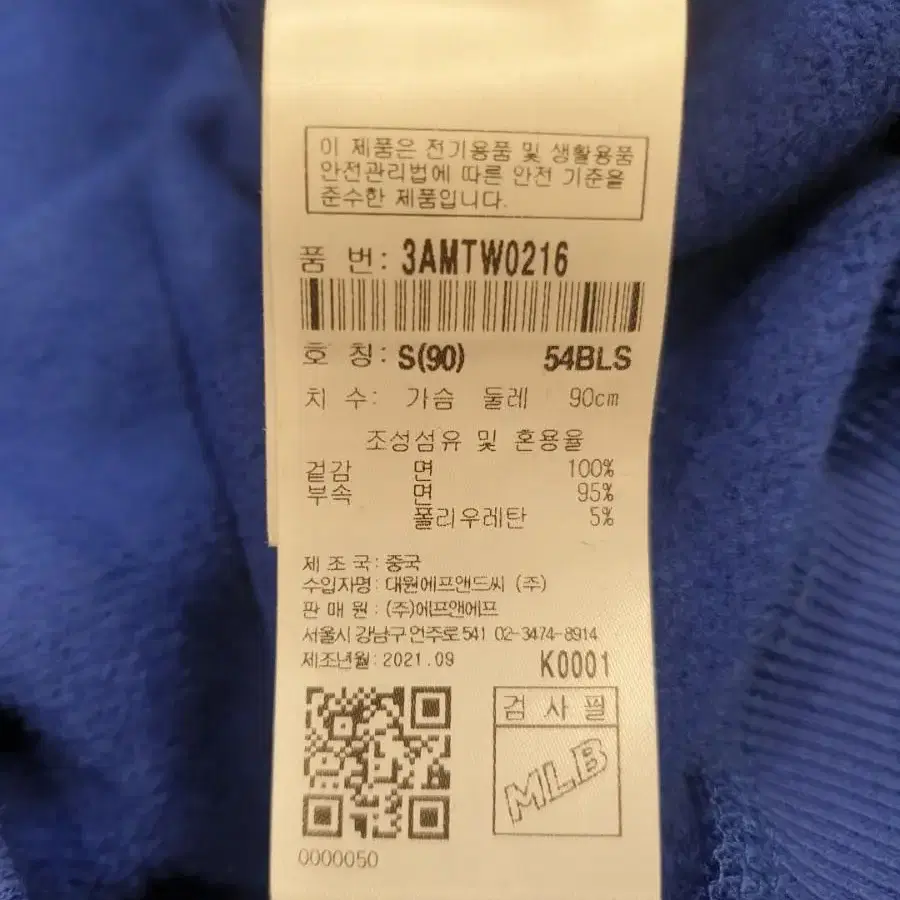 이 제품은 전기용품 및 생활용품
안전관리법에 따른 안전 기준을
준수한 제품입니다.
품 번: 3AMTW0216
호 칭: S(90) 54BLS
치 수: 가슴 둘레 90cm
조성섬유 및 혼용율
겉감 면 100%
부속 면 95%
폴리우레탄 5%
제 조 국 : 중국
수입자명 : 대원에프앤드씨 (주)
판 매 원 : (주)에프앤에프
서울시 강남구 언주로 541 02-3474-8914
제조년월 : 2021.09 K0001
검 사 필
MLB
0000050